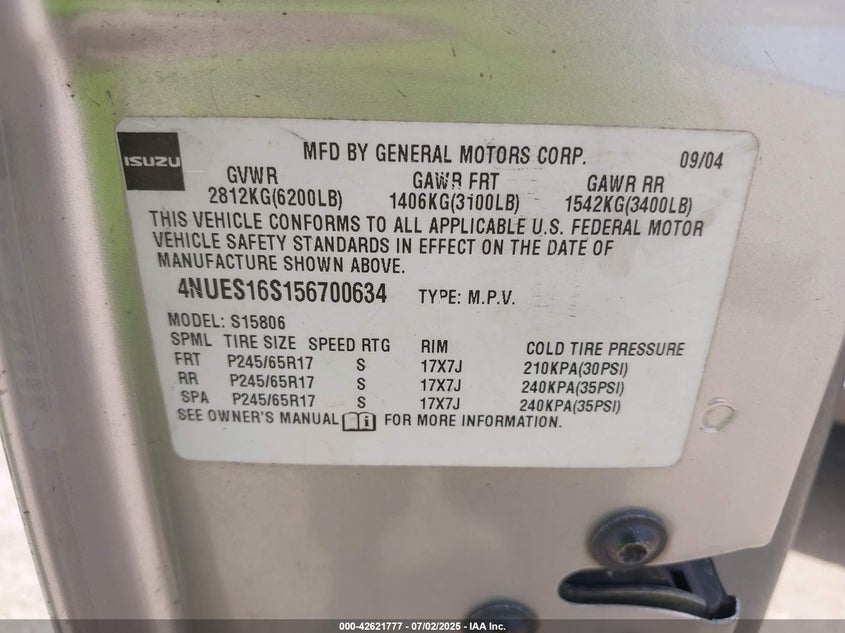 ISUZU
MFD BY GENERAL MOTORS CORP. 09/04
GVWR GAWR FRT GAWR RR
2812KG(6200LB) 1406KG(3100LB) 1542KG(3400LB)
THIS VEHICLE CONFORMS TO ALL APPLICABLE U.S. FEDERAL MOTOR
VEHICLE SAFETY STANDARDS IN EFFECT ON THE DATE OF
MANUFACTURE SHOWN ABOVE.
4NUES16S156700634 TYPE: M.P.V.
MODEL: S15806
SPML TIRE SIZE SPEED RTG RIM COLD TIRE PRESSURE
FRT P245/65R17 S 17X7J 210KPA(30PSI)
RR P245/65R17 S 17X7J 240KPA(35PSI)
SPA P245/65R17 S 17X7J 240KPA(35PSI)
SEE OWNER'S MANUAL FOR MORE INFORMATION.
000-42621777 - 07/02/2025 - IAA Inc.